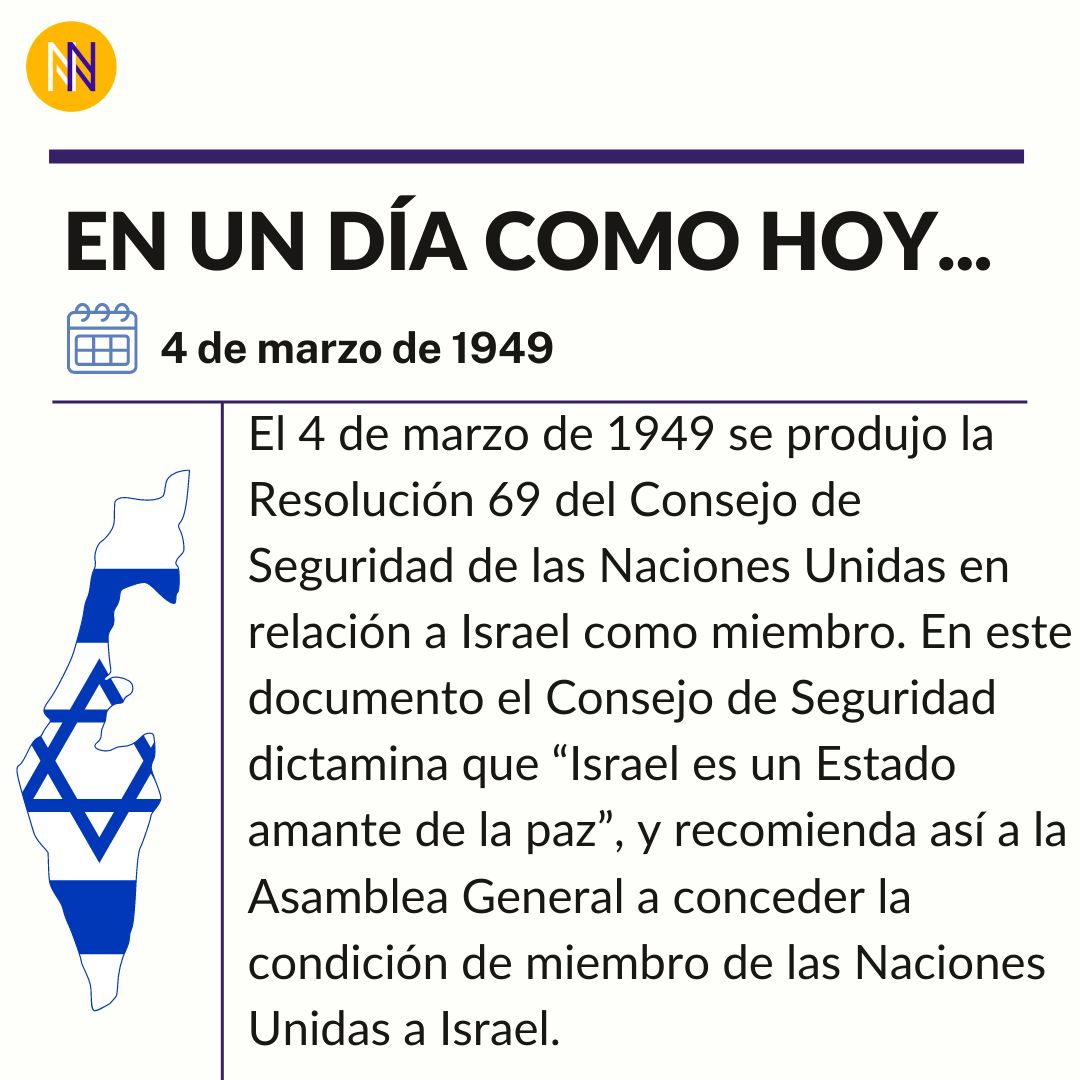 NN
EN UN DÍA COMO HOY...
4 de marzo de 1949
El 4 de marzo de 1949 se produjo la
Resolución 69 del Consejo de
Seguridad de las Naciones Unidas en
relación a Israel como miembro. En este
documento el Consejo de Seguridad
dictamina que “Israel es un Estado
amante de la paz”, y recomienda así a la
Asamblea General a conceder la
condición de miembro de las Naciones
Unidas a Israel.